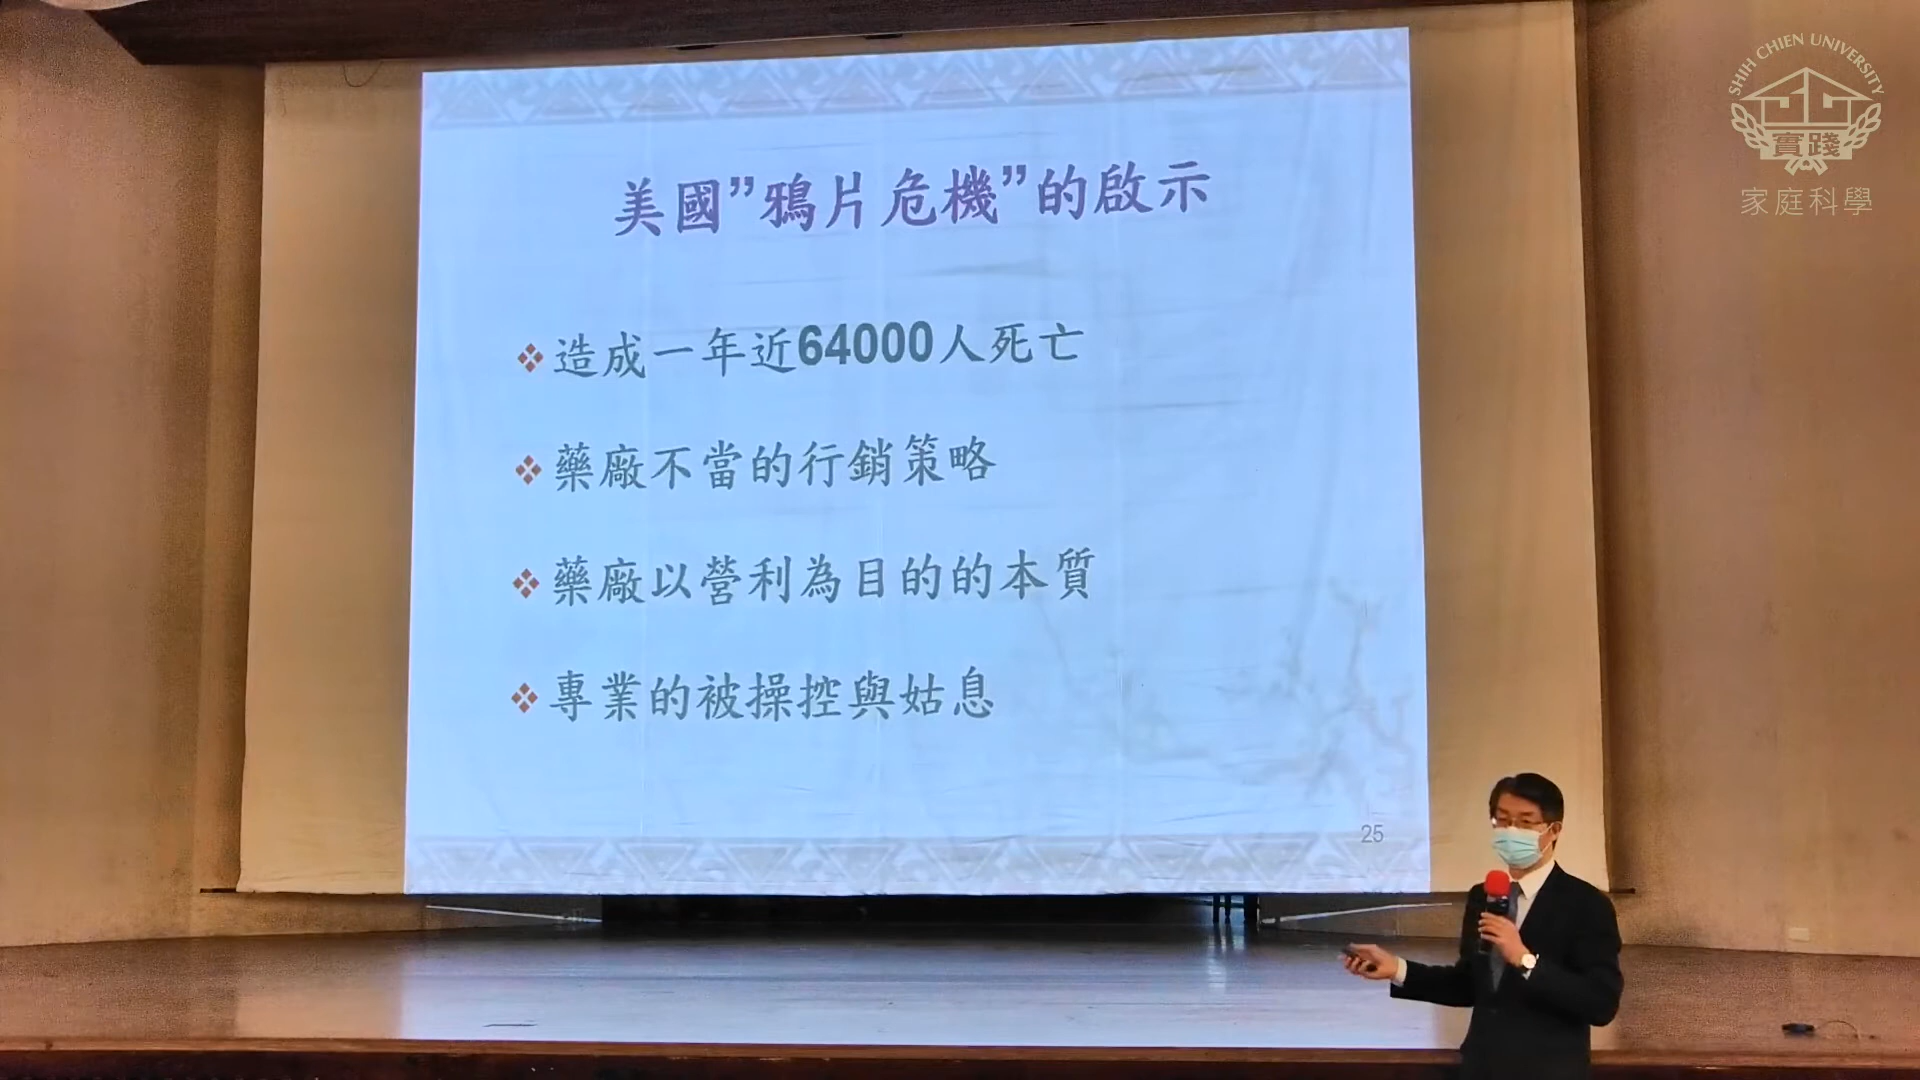 美國”鴉片危機”的啟示
造成一年近64000人死亡
藥廠不當的行銷策略
藥廠以營利為目的的本質
專業的被操控與姑息
25
SHIH CHIEN UNIVERSITY
實踐
家庭科學